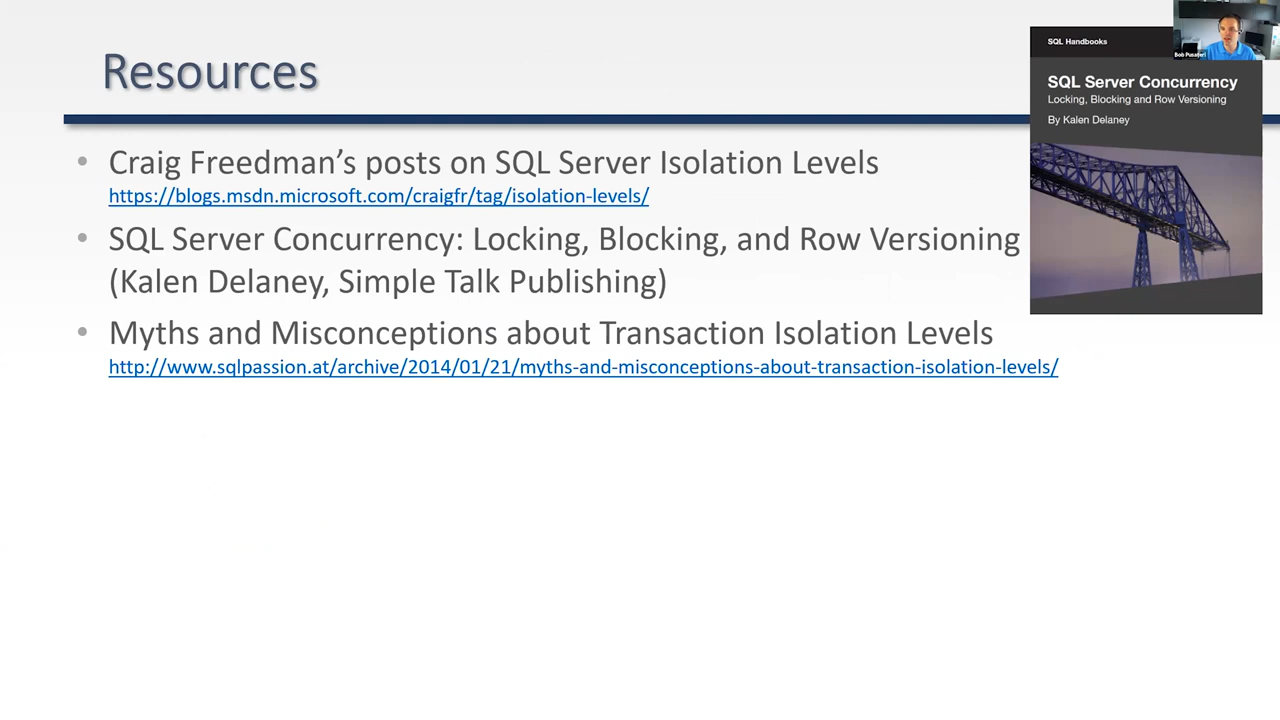 Resources
• Craig Freedman’s posts on SQL Server Isolation Levels
https://blogs.msdn.microsoft.com/craigfr/tag/isolation-levels/
• SQL Server Concurrency: Locking, Blocking, and Row Versioning
(Kalen Delaney, Simple Talk Publishing)
• Myths and Misconceptions about Transaction Isolation Levels
http://www.sqlpassion.at/archive/2014/01/21/myths-and-misconceptions-about-transaction-isolation-levels/
SQL Handbooks
SQL Server Concurrency
Locking, Blocking and Row Versioning
By Kalen Delaney
Bob